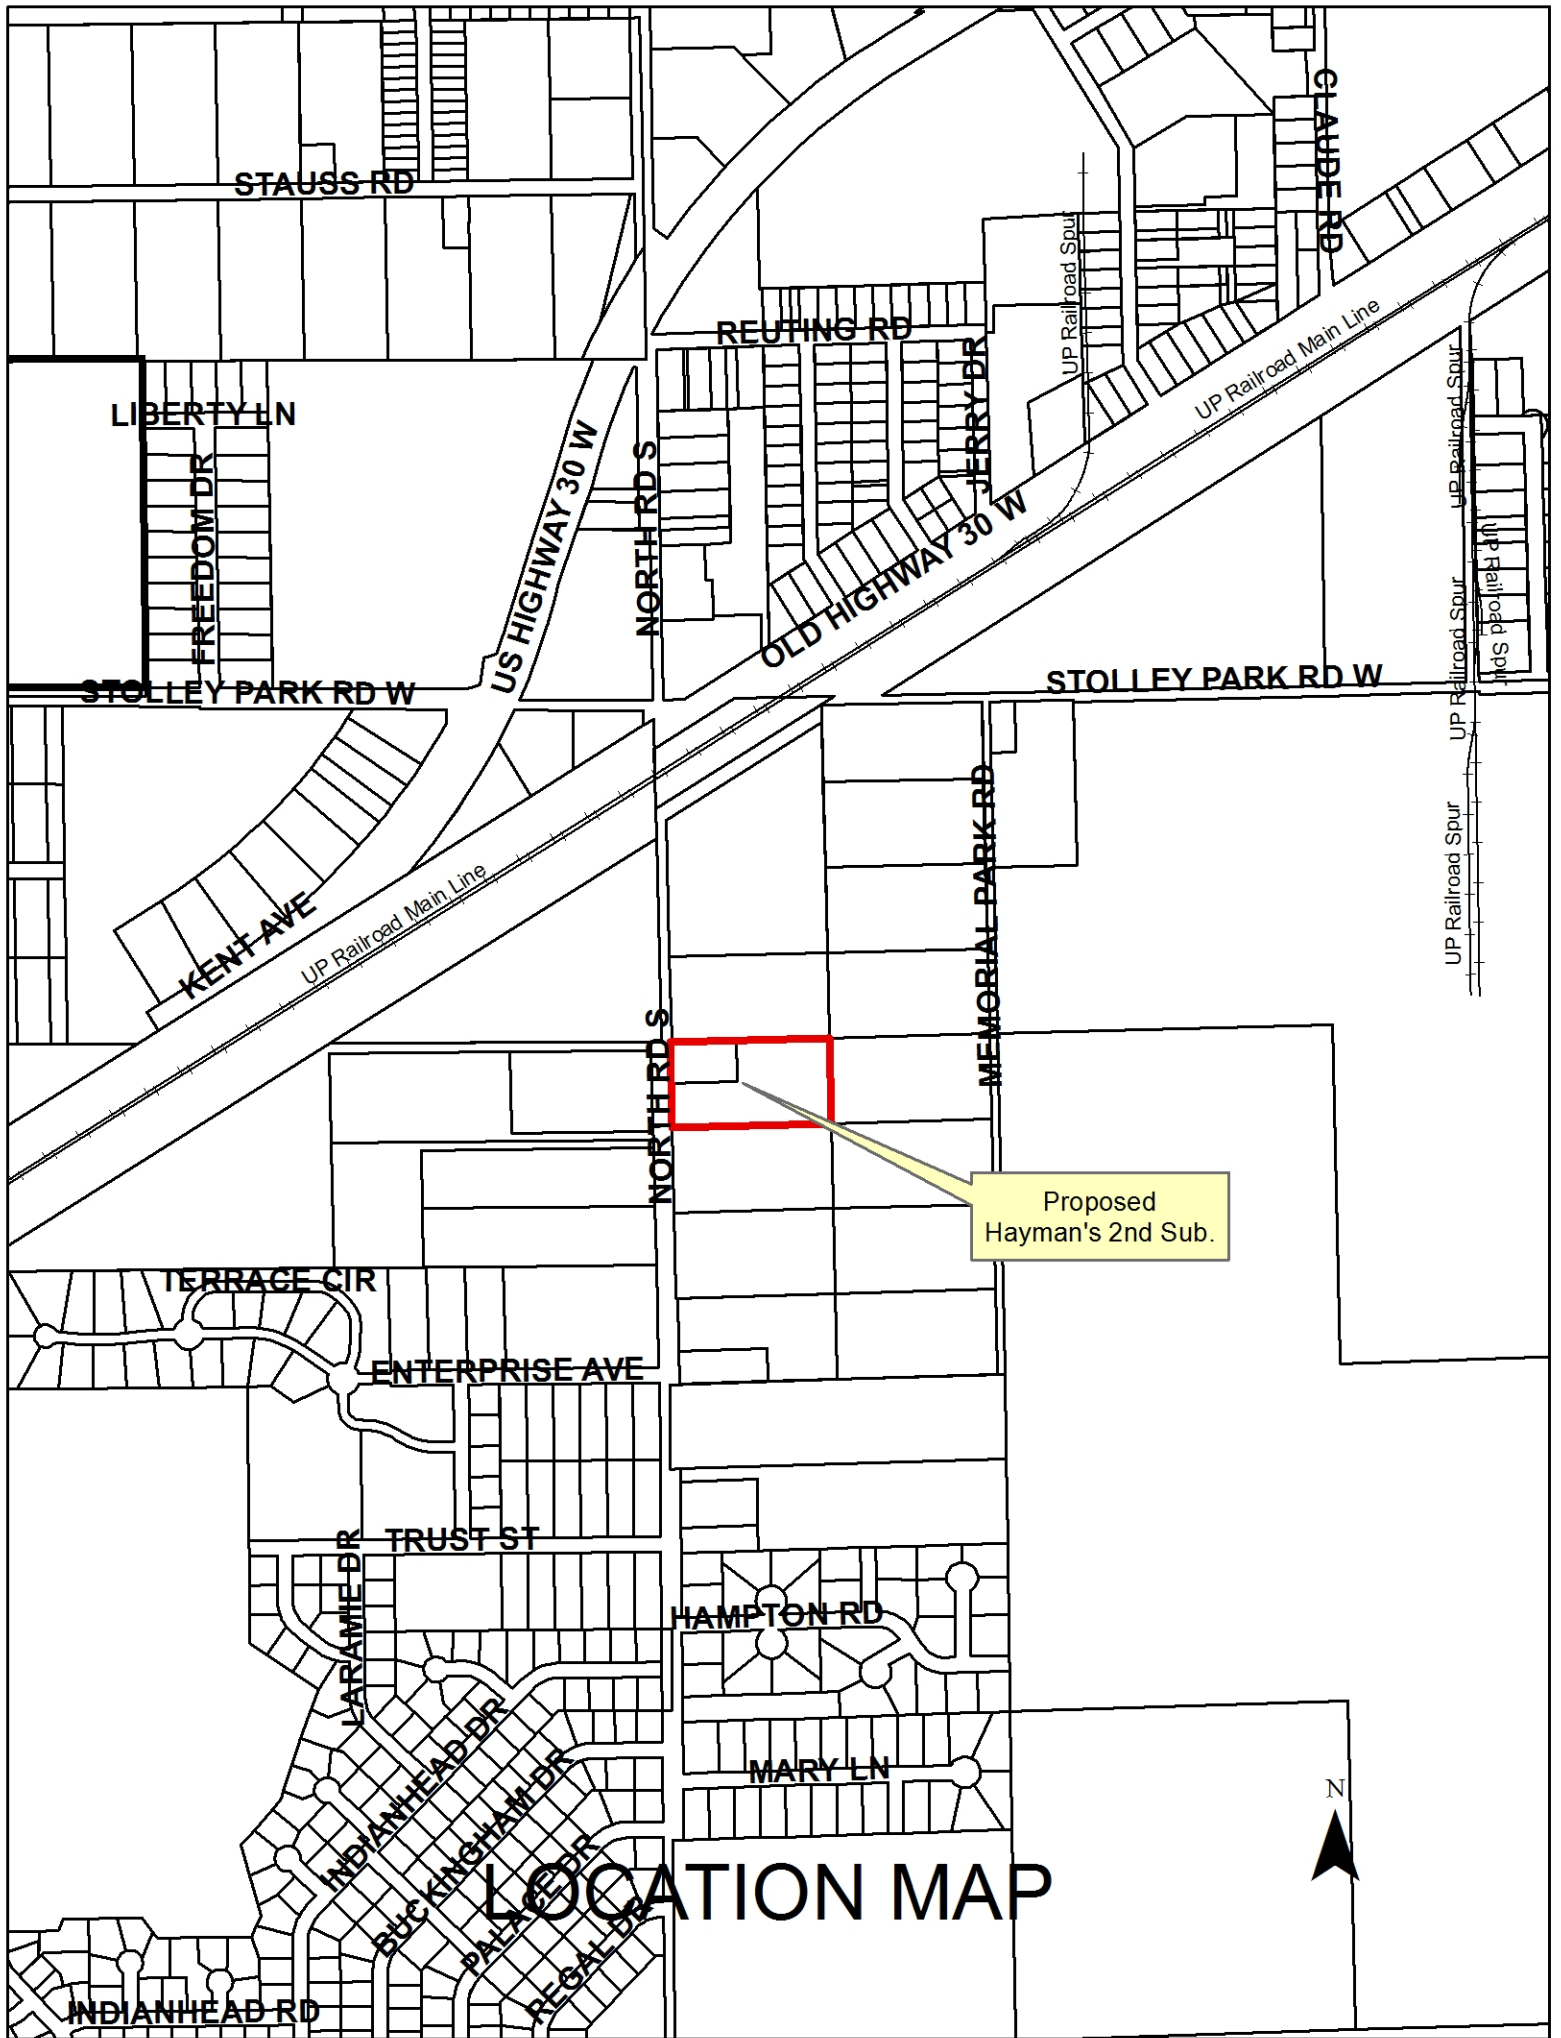 CLAUDE RD
STAUSS RD
UP Railroad Spur
REUTING RD
UP Railroad Main Line
JERRY DR
UP Railroad Spur
LIBERTY LN
US HIGHWAY 30 W
NORTH RD S
FREEDOM DR
OLD HIGHWAY 30 W
UP Railroad Spur
UP Railroad Spur
STOLLEY PARK RD W
STOLLEY PARK RD W
MEMORIAL PARK RD
UP Railroad Spur
KENT AVE
UP Railroad Main Line
NORTH RD S
Proposed
Hayman's 2nd Sub.
TERRACE CIR
ENTERPRISE AVE
TRUST ST
LARAMIE DR
HAMPTON RD
INDIANHEAD DR
BUCKINGHAM DR
MARY LN
N
PALACE DR
LOCATION MAP
REGAL DR
INDIANHEAD RD